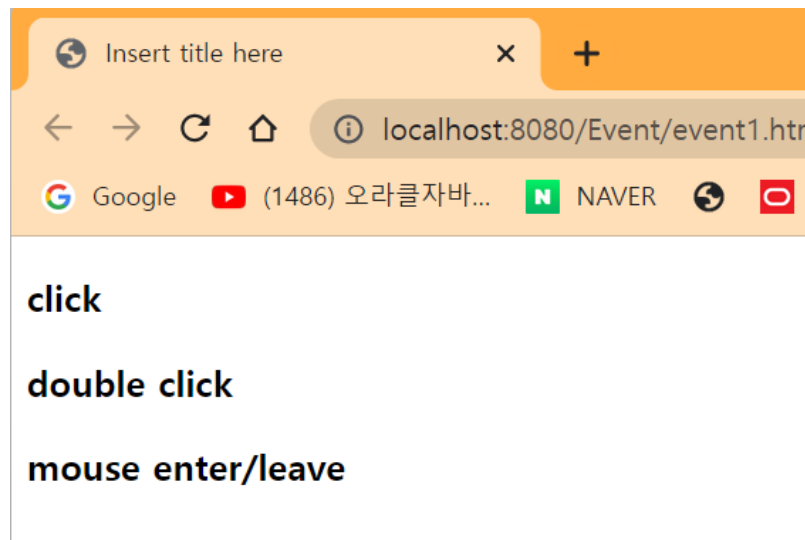 Insert title here
localhost:8080/Event/event1.htm
Google (1486) 오라클자바... NAVER
click
double click
mouse enter/leave